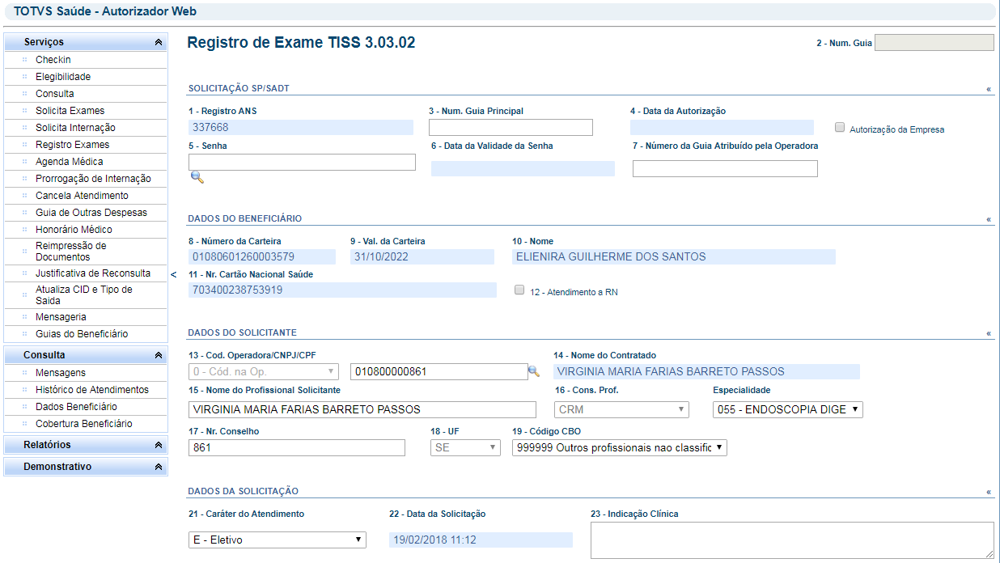 TOTVS Saúde - Autorizador Web
Serviços
Checkin
Elegibilidade
Consulta
Solicita Exames
Solicita Internação
Registro Exames
Agenda Médica
Prorrogação de Internação
Cancela Atendimento
Guia de Outras Despesas
Honorário Médico
Reimpressão de
Documentos
Justificativa de Reconsulta
Atualiza CID e Tipo de
Saida
Mensageria
Guias do Beneficiário
Consulta
Mensagens
Histórico de Atendimentos
Dados Beneficiário
Cobertura Beneficiário
Relatórios
Demonstrativo
<
Registro de Exame TISS 3.03.02
2 - Num. Guia
SOLICITAÇÃO SP/SADT «
1 - Registro ANS 3 - Num. Guia Principal 4 - Data da Autorização
337668 Autorização da Empresa
5 - Senha 6 - Data da Validade da Senha 7 - Número da Guia Atribuído pela Operadora
DADOS DO BENEFICIÁRIO «
8 - Número da Carteira 9 - Val. da Carteira 10 - Nome
01080601260003579 31/10/2022 ELIENIRA GUILHERME DOS SANTOS
11 - Nr. Cartão Nacional Saúde
703400238753919 12 - Atendimento a RN
DADOS DO SOLICITANTE «
13 - Cod. Operadora/CNPJ/CPF 14 - Nome do Contratado
0 - Cód. na Op. 010800000861 VIRGINIA MARIA FARIAS BARRETO PASSOS
15 - Nome do Profissional Solicitante 16 - Cons. Prof. Especialidade
VIRGINIA MARIA FARIAS BARRETO PASSOS CRM 055 - ENDOSCOPIA DIGE
17 - Nr. Conselho 18 - UF 19 - Código CBO
861 SE 999999 Outros profissionais nao classific
DADOS DA SOLICITAÇÃO «
21 - Caráter do Atendimento 22 - Data da Solicitação 23 - Indicação Clínica
E - Eletivo 19/02/2018 11:12